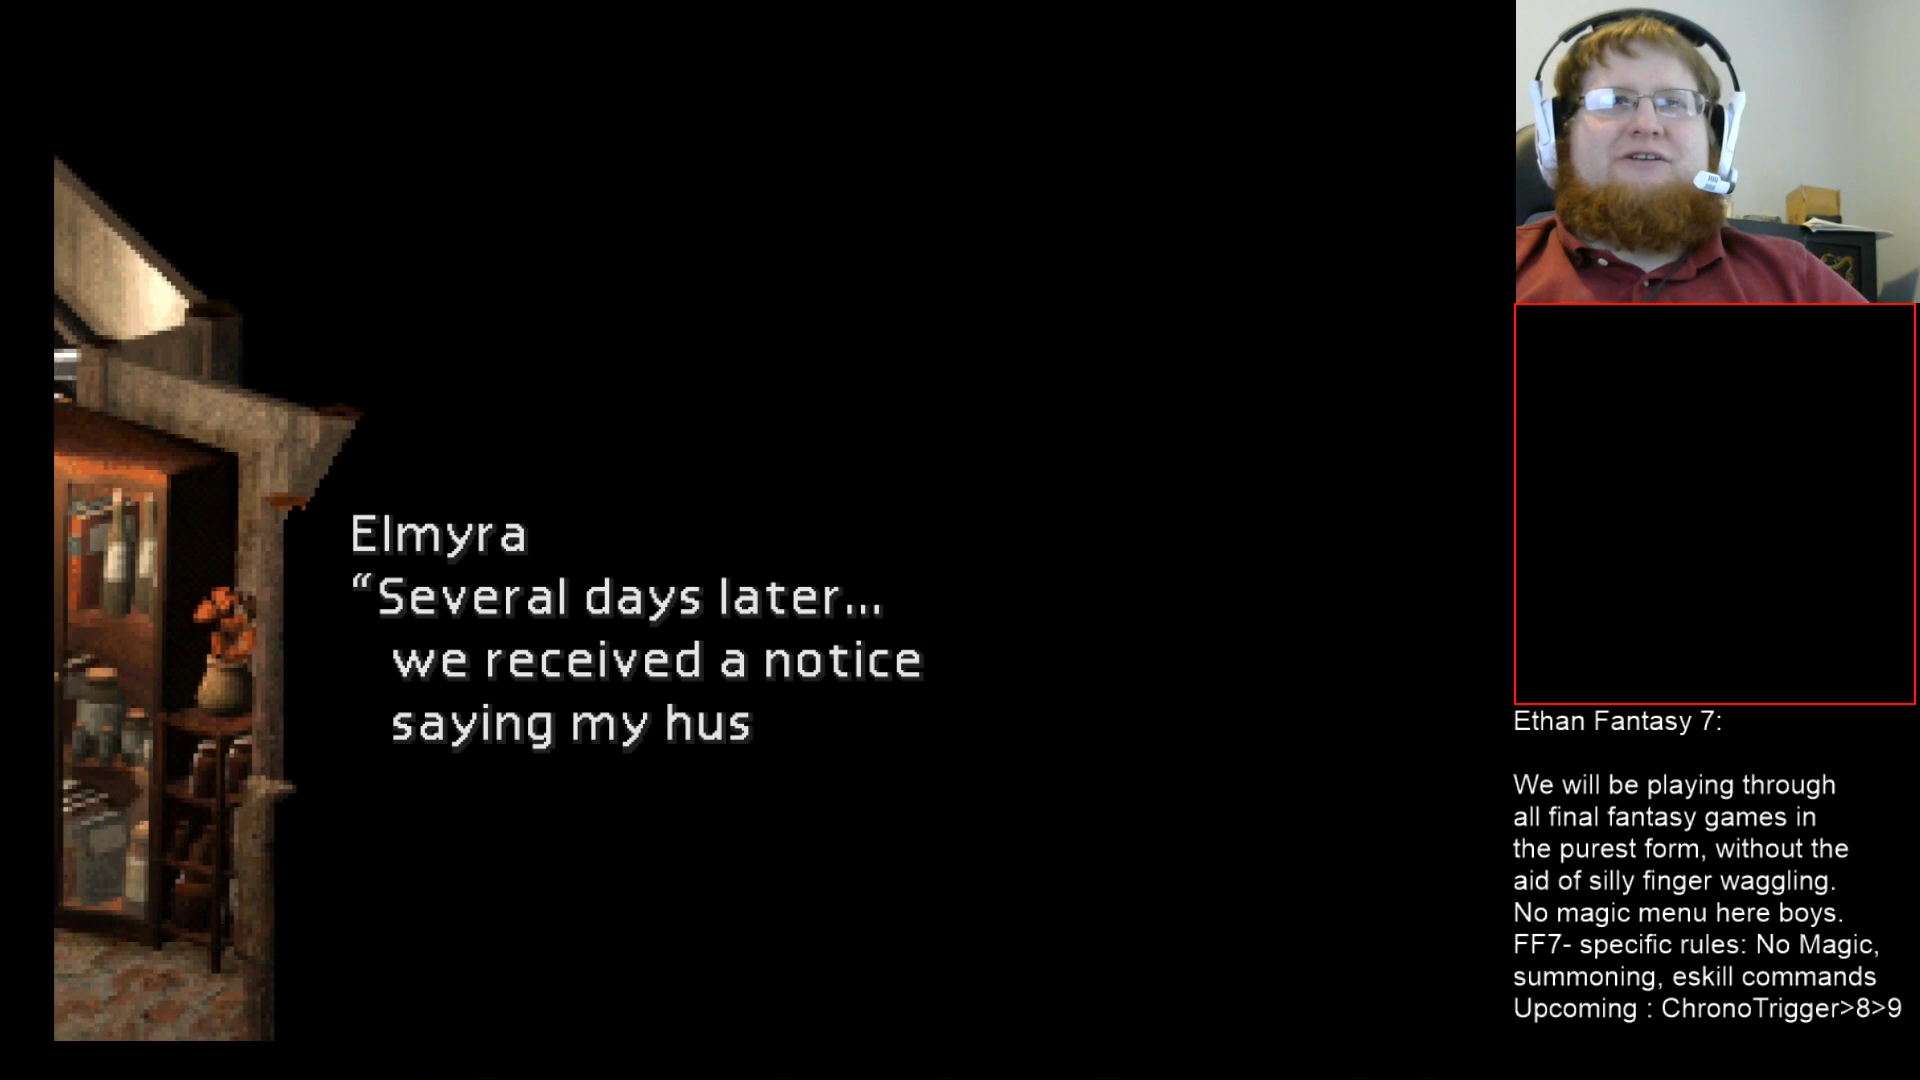 Elmyra
“Several days later...
we received a notice
saying my hus
Ethan Fantasy 7:
We will be playing through
all final fantasy games in
the purest form, without the
aid of silly finger waggling.
No magic menu here boys.
FF7- specific rules: No Magic,
summoning, eskill commands
Upcoming : ChronoTrigger>8>9